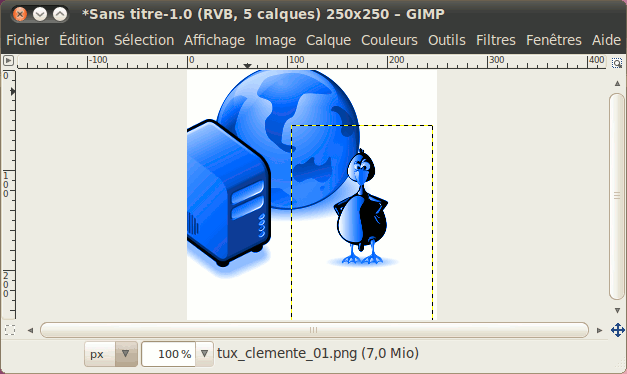 *Sans titre-1.0 (RVB, 5 calques) 250x250 – GIMP
Fichier Édition Sélection Affichage Image Calque Couleurs Outils Filtres Fenêtres Aide
-100 0 100 200 300 400
0
100
200
px 100 % tux_clemente_01.png (7,0 Mio)